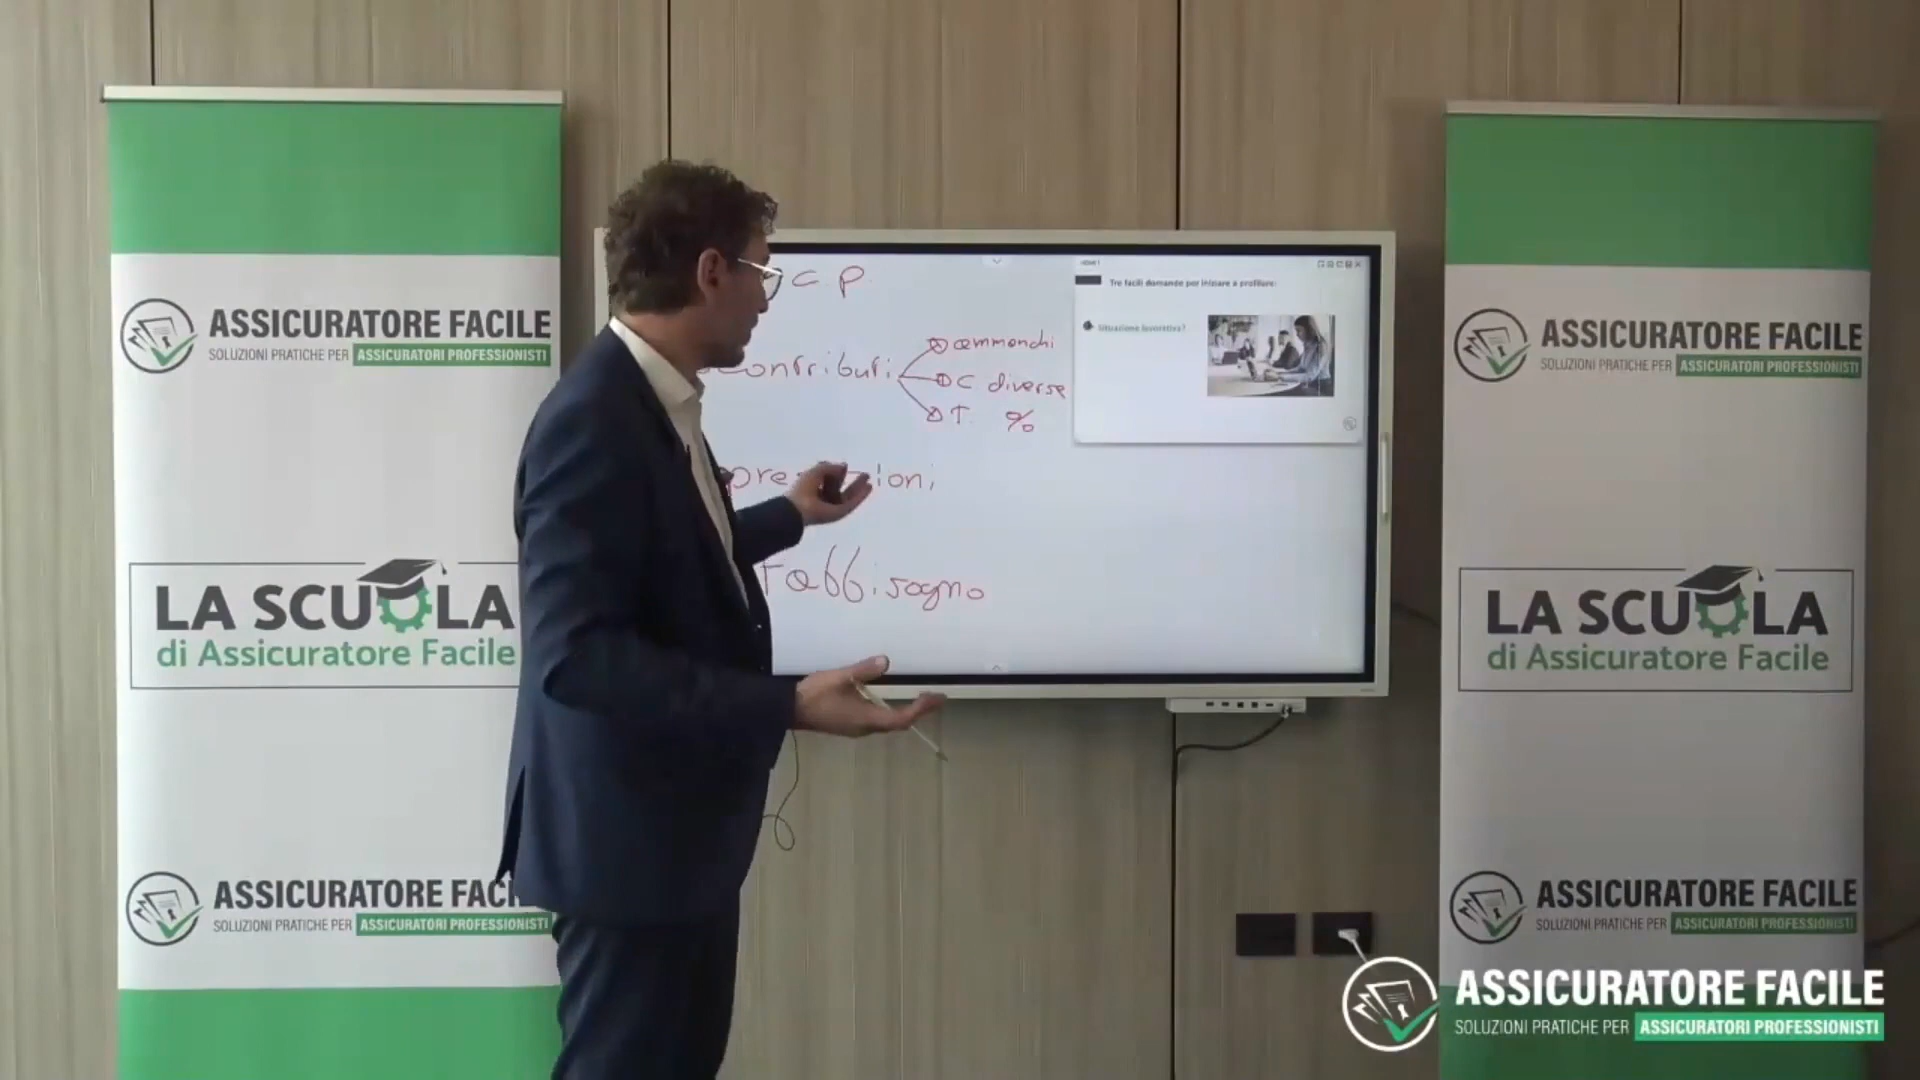 ASSICURATORE FACILE
SOLUZIONI PRATICHE PER ASSICURATORI PROFESSIONISTI
LA SCUOLA
di Assicuratore Facile
ASSICURATORE FACI
SOLUZIONI PRATICHE PER ASSICURATORI PROFESSIONISTI
C. P.
contributi
C diverse
T. %
fabbisogno
Tre facili domande per iniziare a profilare:
Situazione lavorativa?
ASSICURATORE FACILE
SOLUZIONI PRATICHE PER ASSICURATORI PROFESSIONISTI
LA SCUOLA
di Assicuratore Facile
ASSICURATORE FACILE
SOLUZIONI PRATICHE PER ASSICURATORI PROFESSIONISTI
ASSICURATORE FACILE
SOLUZIONI PRATICHE PER ASSICURATORI PROFESSIONISTI